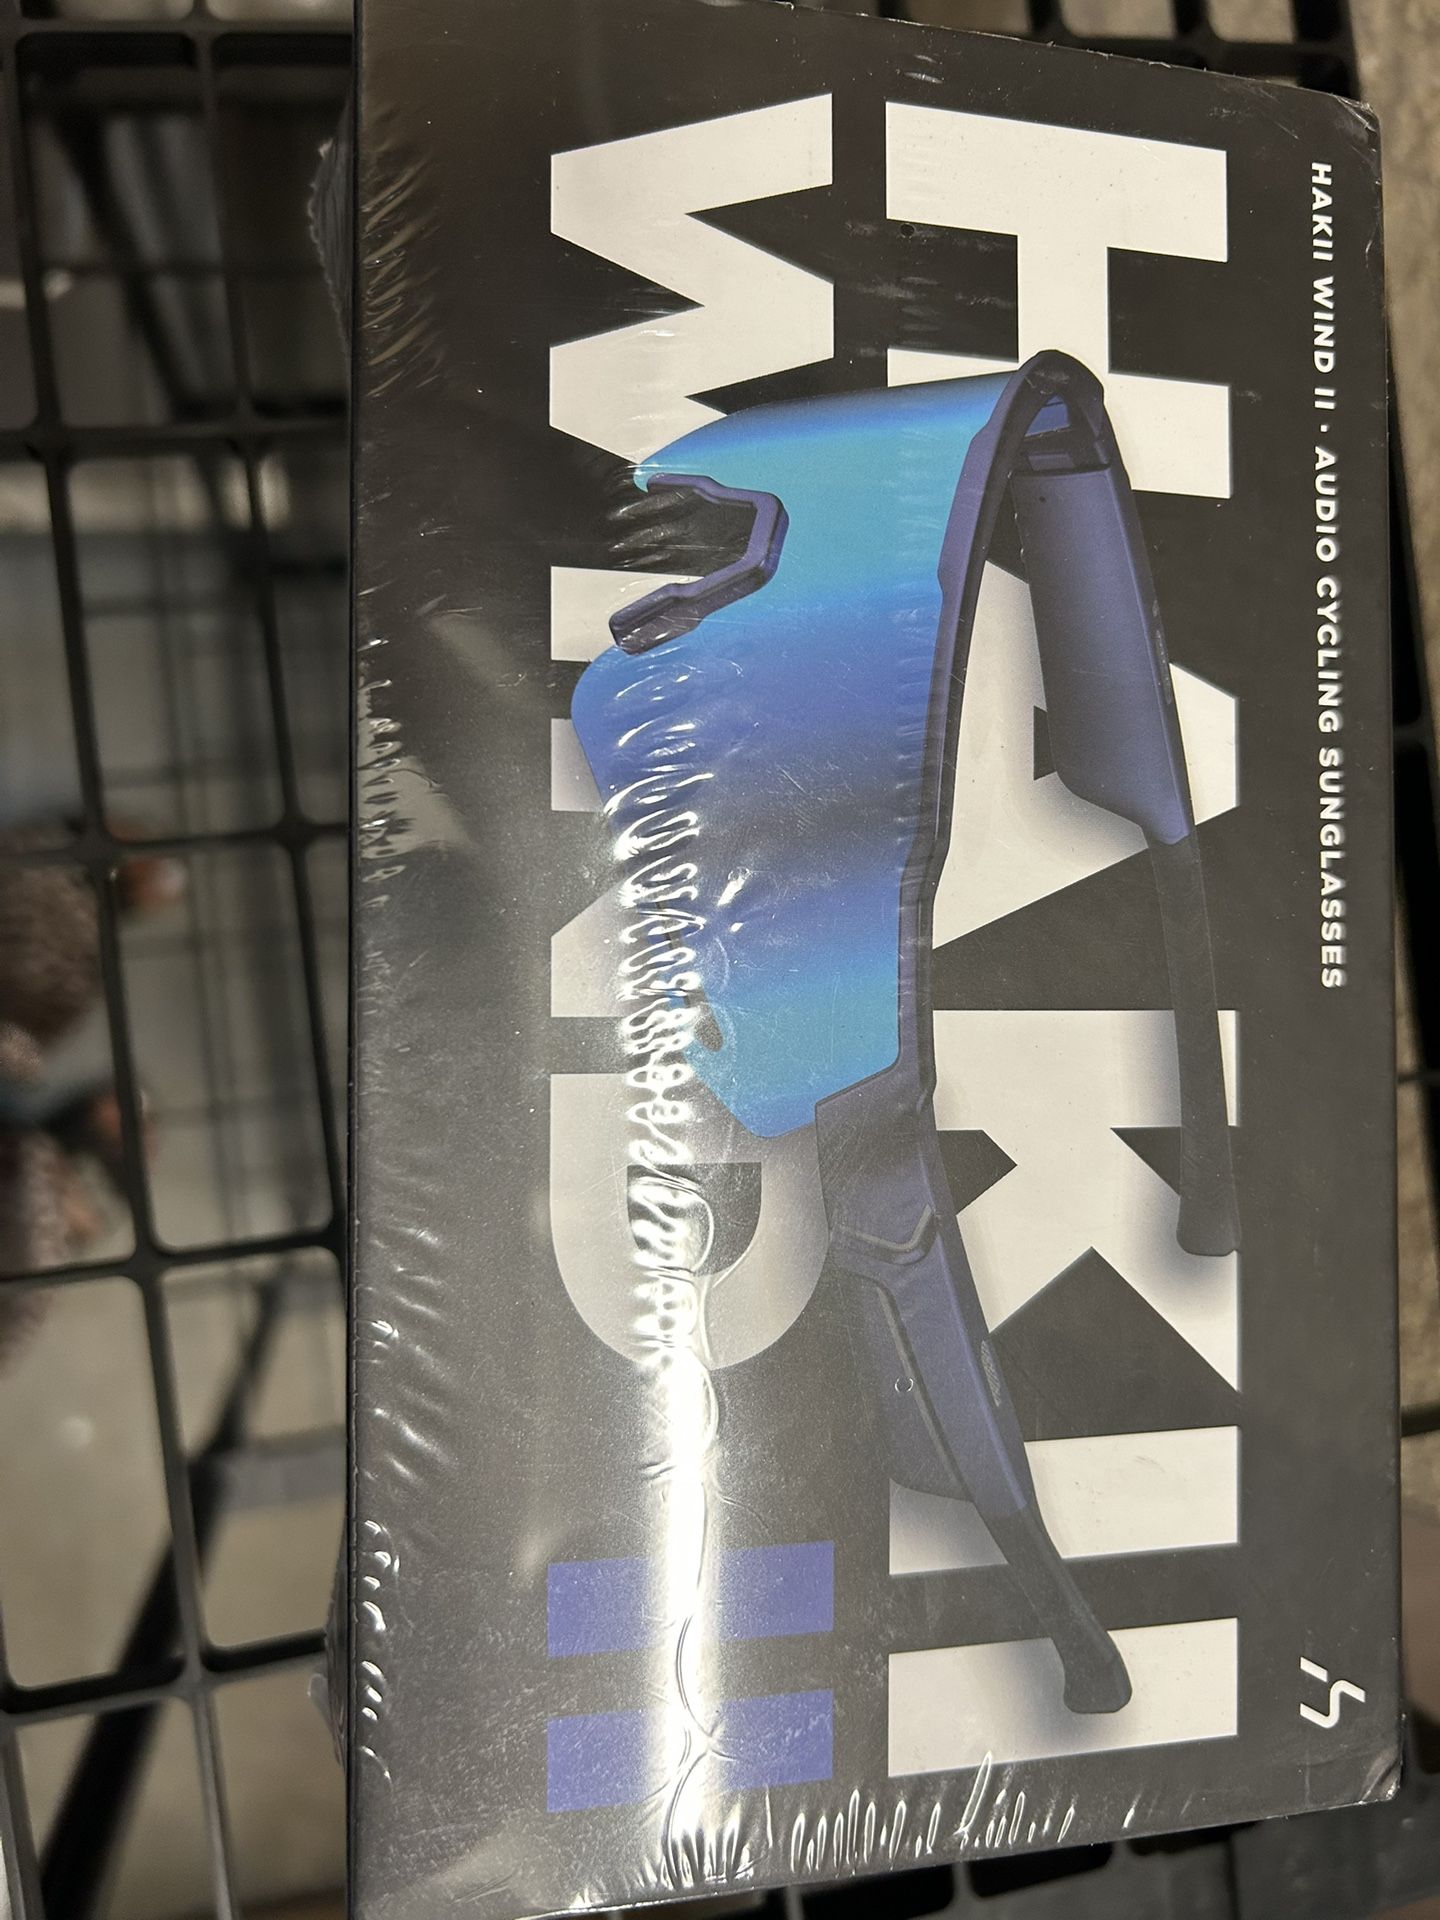 HAKII WIND II · AUDIO CYCLING SUNGLASSES
HAKII
WIND II